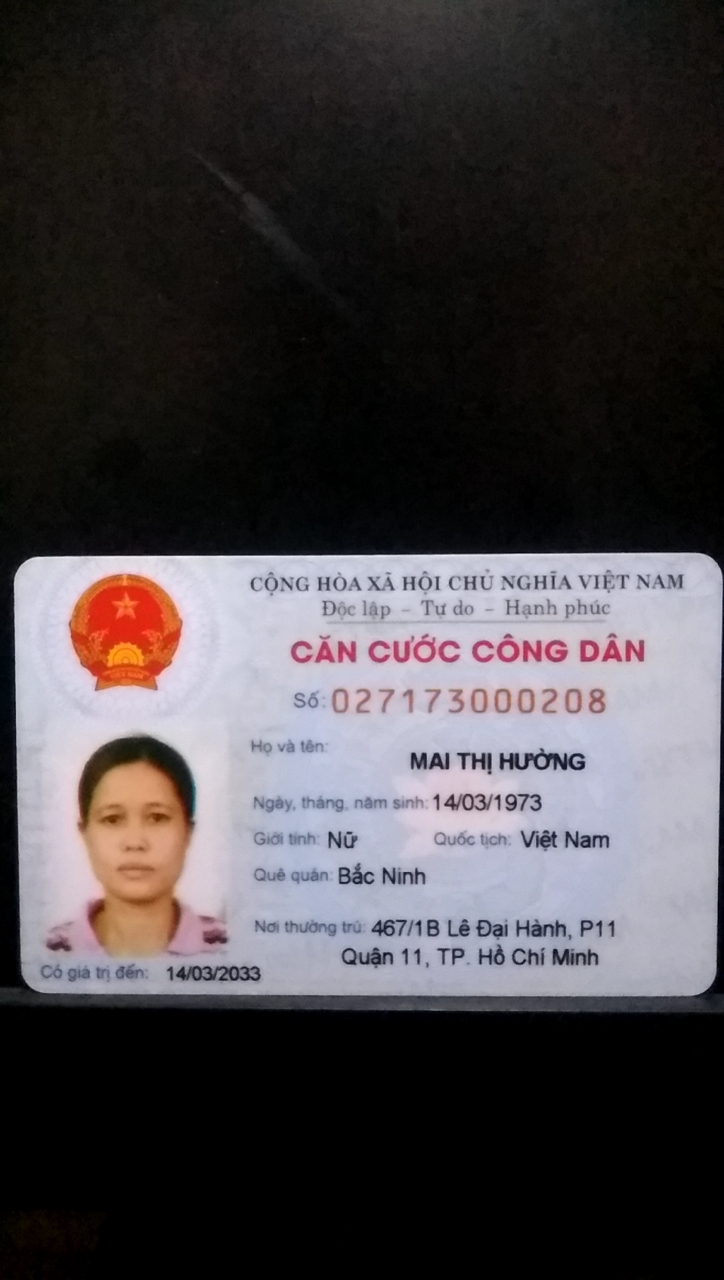 CỘNG HÒA XÃ HỘI CHỦ NGHĨA VIỆT NAM
Độc lập - Tự do - Hạnh phúc
CĂN CƯỚC CÔNG DÂN
Số: 027173000208
Họ và tên:
MAI THỊ HƯỜNG
Ngày, tháng, năm sinh: 14/03/1973
Giới tính: Nữ Quốc tịch: Việt Nam
Quê quán: Bắc Ninh
Nơi thường trú: 467/1B Lê Đại Hành, P11
Quận 11, TP. Hồ Chí Minh
Có giá trị đến: 14/03/2033